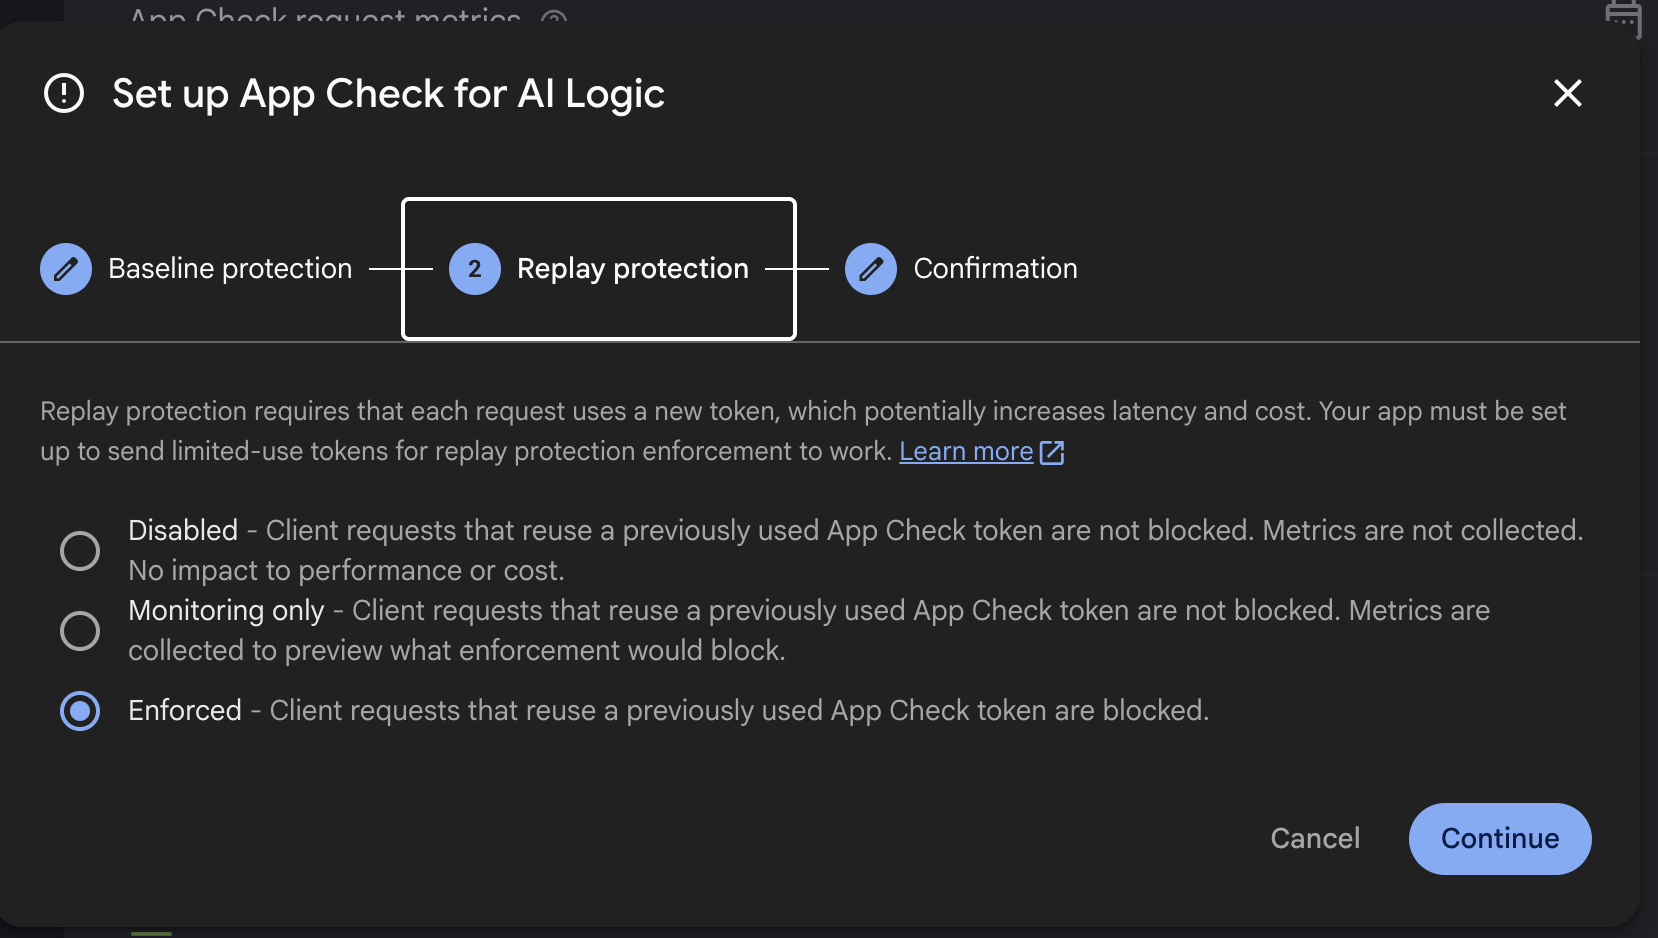 App Check request metrics
Set up App Check for AI Logic
Baseline protection
2
Replay protection
Confirmation
Replay protection requires that each request uses a new token, which potentially increases latency and cost. Your app must be set
up to send limited-use tokens for replay protection enforcement to work. Learn more
Disabled - Client requests that reuse a previously used App Check token are not blocked. Metrics are not collected.
No impact to performance or cost.
Monitoring only - Client requests that reuse a previously used App Check token are not blocked. Metrics are
collected to preview what enforcement would block.
Enforced - Client requests that reuse a previously used App Check token are blocked.
Cancel
Continue